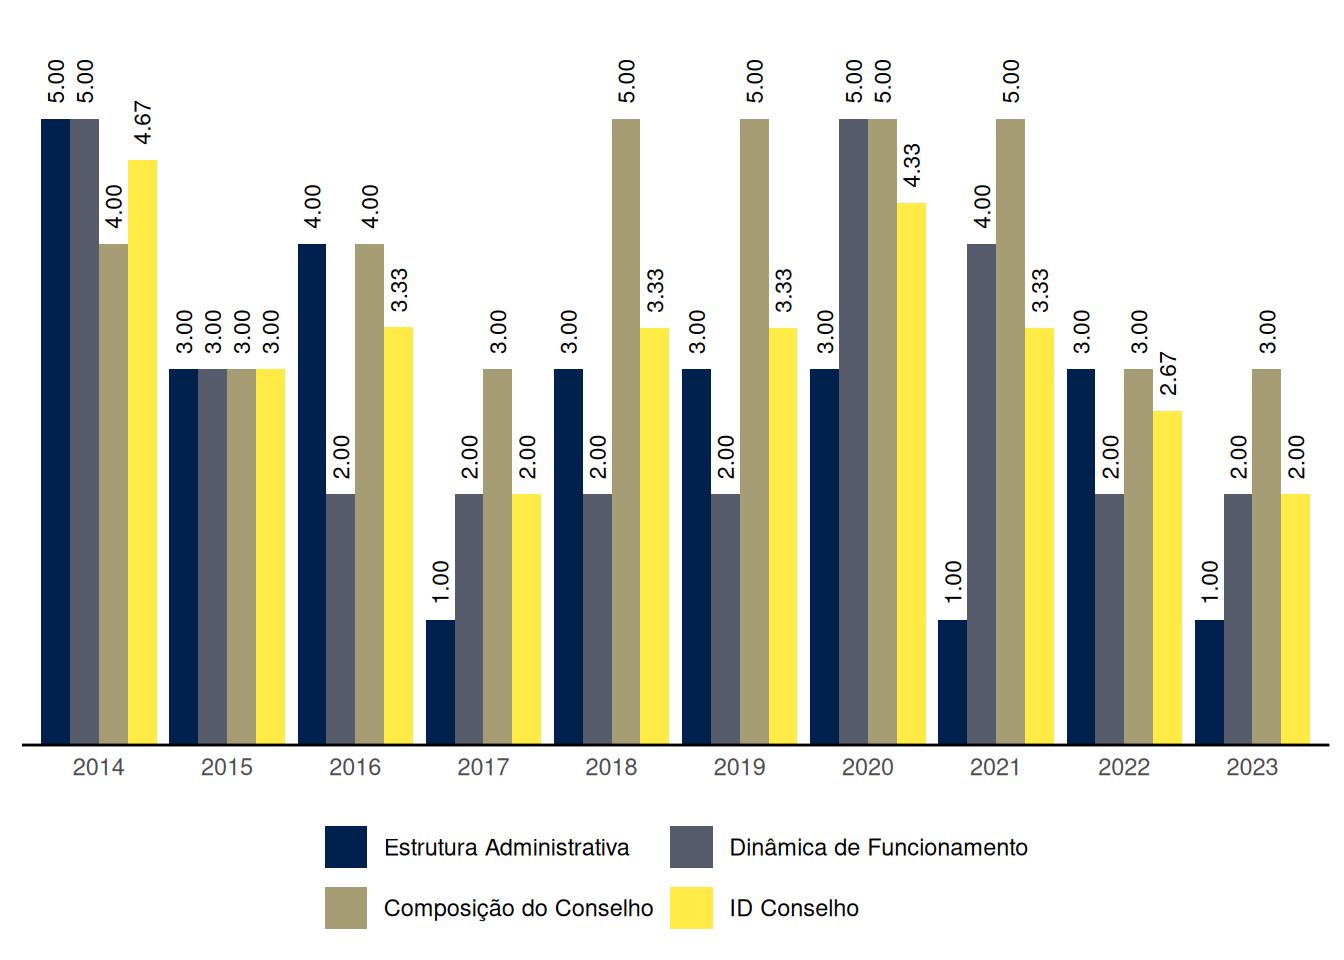 5.00 5.00 4.00 4.67
3.00 3.00 3.00 3.00
4.00 2.00 4.00 3.33
1.00 2.00 3.00 2.00
3.00 2.00 5.00 3.33
3.00 2.00 5.00 3.33
3.00 5.00 5.00 4.33
1.00 4.00 5.00 3.33
3.00 2.00 3.00 2.67
1.00 2.00 3.00 2.00
2014 2015 2016 2017 2018 2019 2020 2021 2022 2023
Estrutura Administrativa Dinâmica de Funcionamento
Composição do Conselho ID Conselho